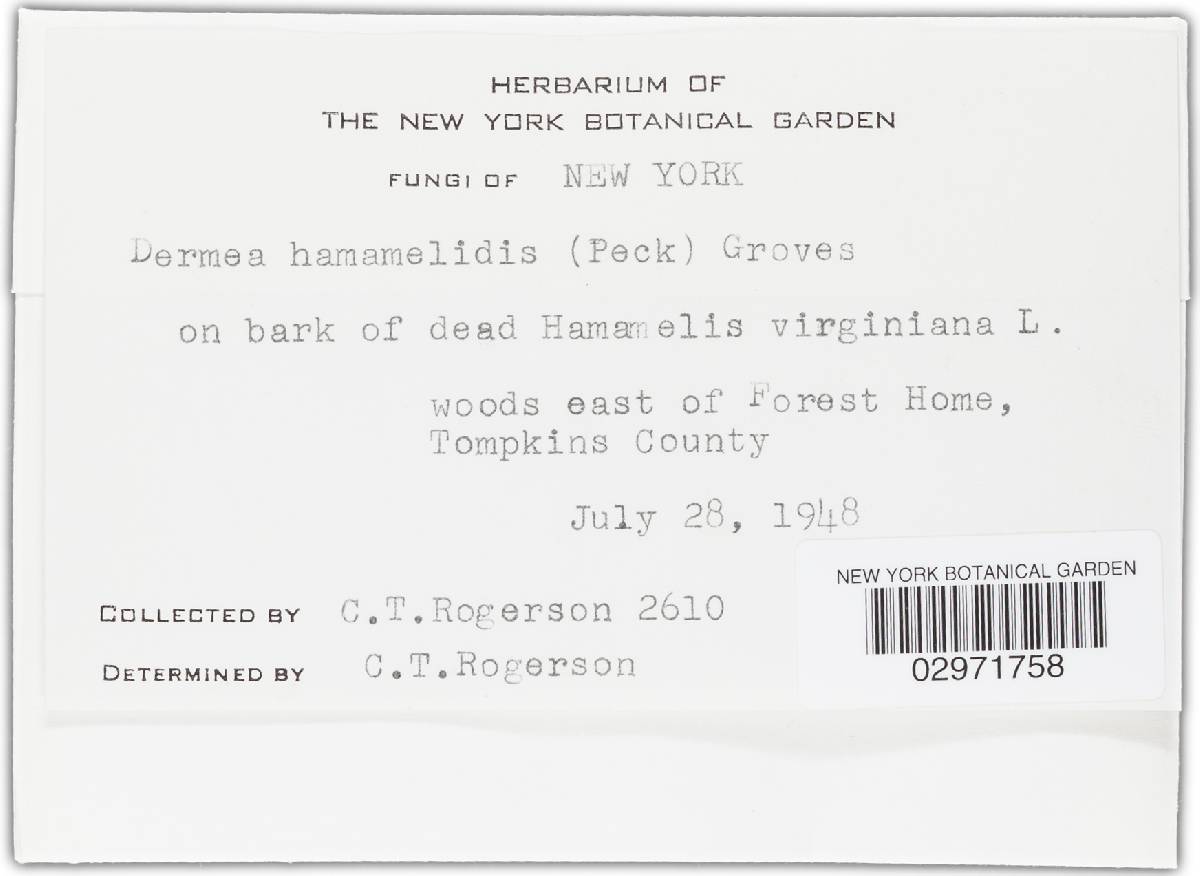 HERBARIUM OF
THE NEW YORK BOTANICAL GARDEN
FUNGI OF NEW YORK
Dermea hamamelidis (Peck) Groves
on bark of dead Hamamelis virginiana L.
woods east of Forest Home,
Tompkins County
July 28, 1948
NEW YORK BOTANICAL GARDEN
02971758
COLLECTED BY C.T.Rogerson 2610
DETERMINED BY C.T.Rogerson